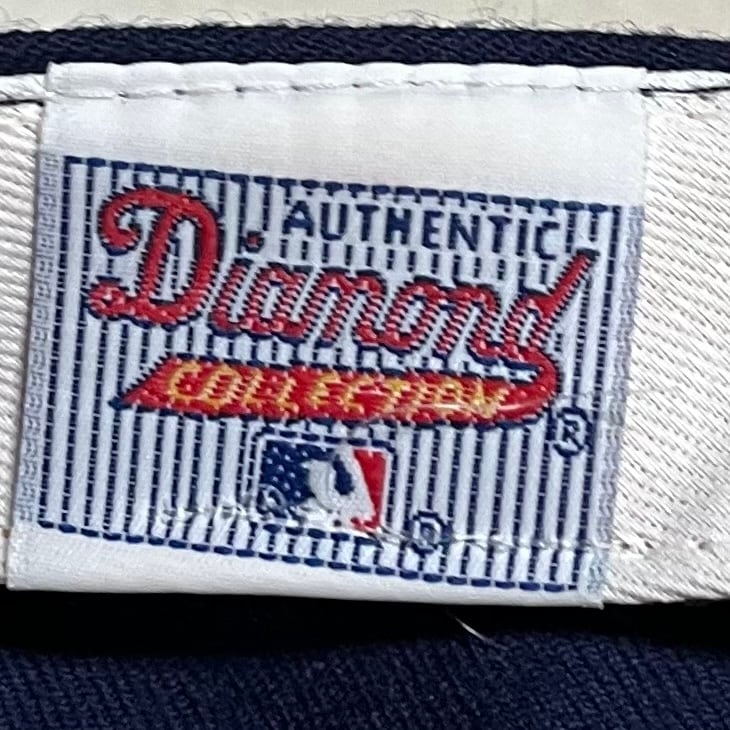 AUTHENTIC
Diamond
COLLECTION
®
®